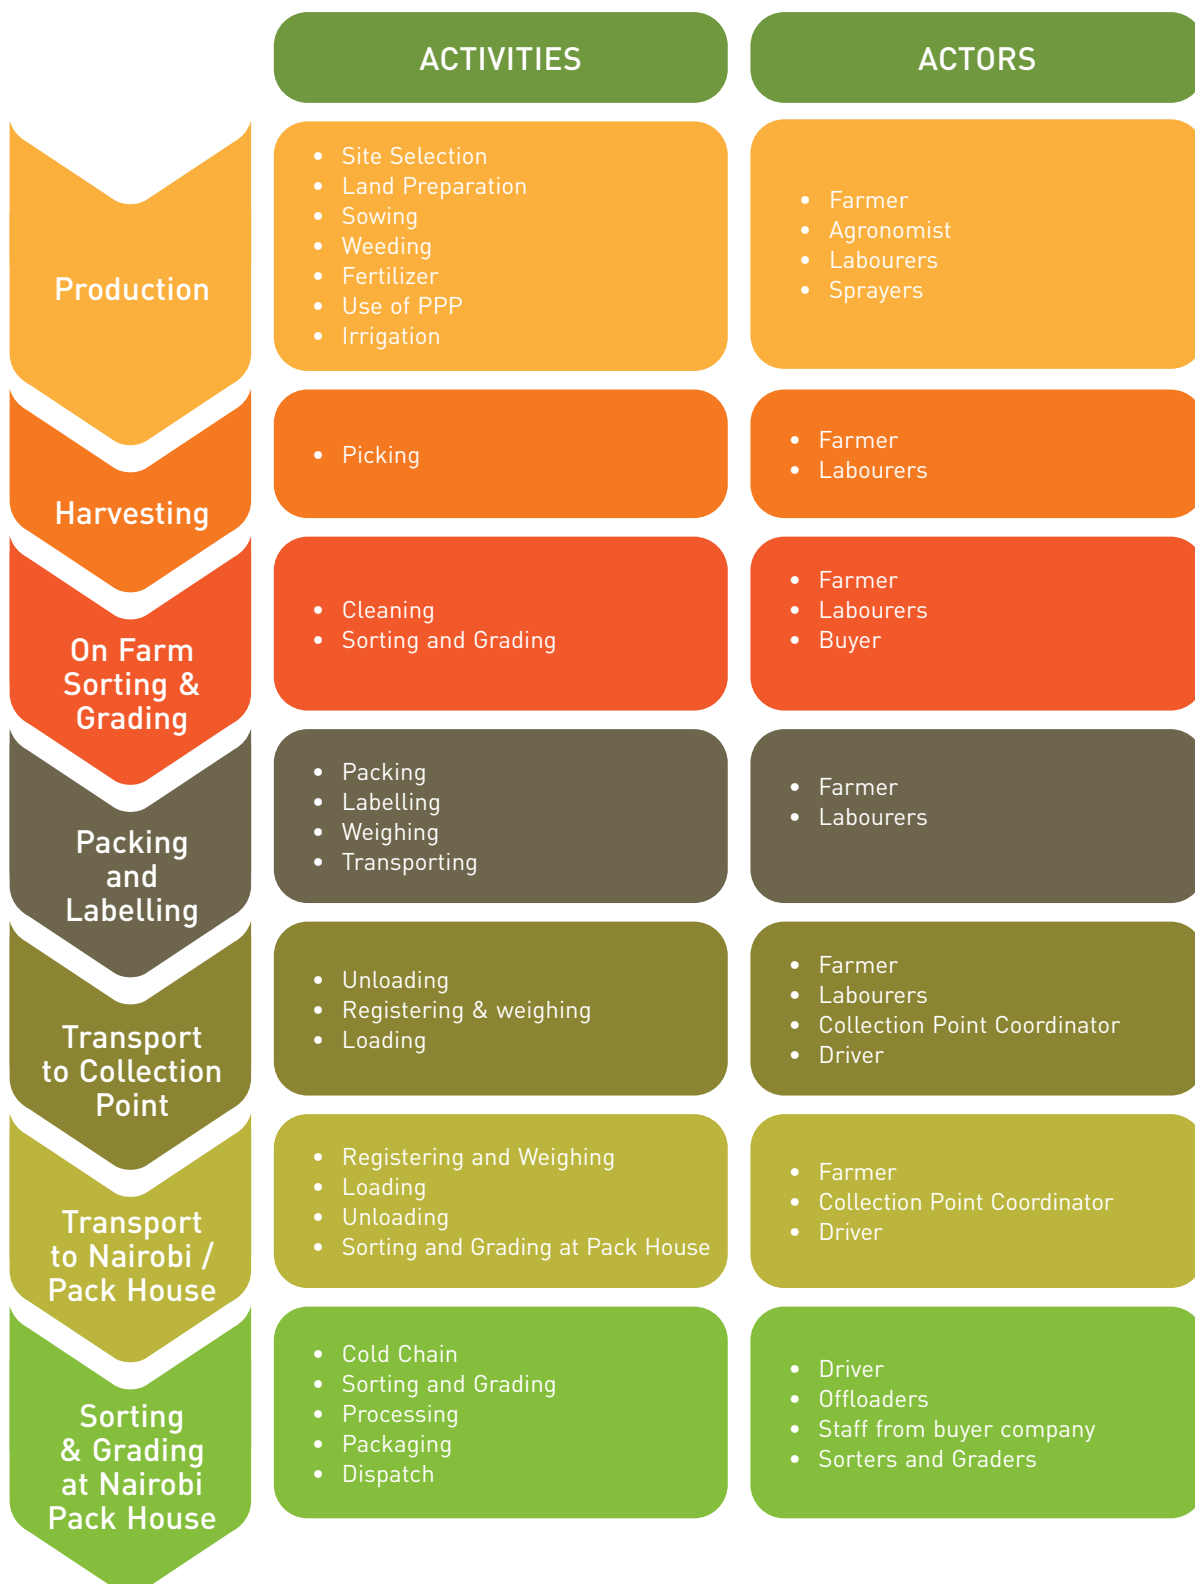 ACTIVITIES
ACTORS
Production
• Site Selection
• Land Preparation
• Sowing
• Weeding
• Fertilizer
• Use of PPP
• Irrigation
• Farmer
• Agronomist
• Labourers
• Sprayers
Harvesting
• Picking
• Farmer
• Labourers
On Farm
Sorting &
Grading
• Cleaning
• Sorting and Grading
• Farmer
• Labourers
• Buyer
Packing
and
Labelling
• Packing
• Labelling
• Weighing
• Transporting
• Farmer
• Labourers
Transport
to Collection
Point
• Unloading
• Registering & weighing
• Loading
• Farmer
• Labourers
• Collection Point Coordinator
• Driver
Transport
to Nairobi /
Pack House
• Registering and Weighing
• Loading
• Unloading
• Sorting and Grading at Pack House
• Farmer
• Collection Point Coordinator
• Driver
Sorting
& Grading
at Nairobi
Pack House
• Cold Chain
• Sorting and Grading
• Processing
• Packaging
• Dispatch
• Driver
• Offloaders
• Staff from buyer company
• Sorters and Graders